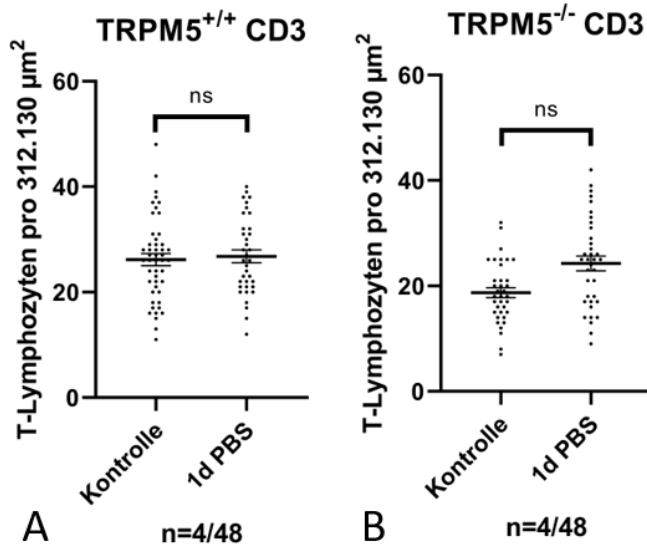 TRPM5+/+ CD3
T-Lymphozyten pro 312.130 µm²
60
40
20
0
ns
Kontrolle
1d PBS
A
n=4/48
TRPM5-/- CD3
T-Lymphozyten pro 312.130 µm²
60
40
20
0
ns
Kontrolle
1d PBS
B
n=4/48